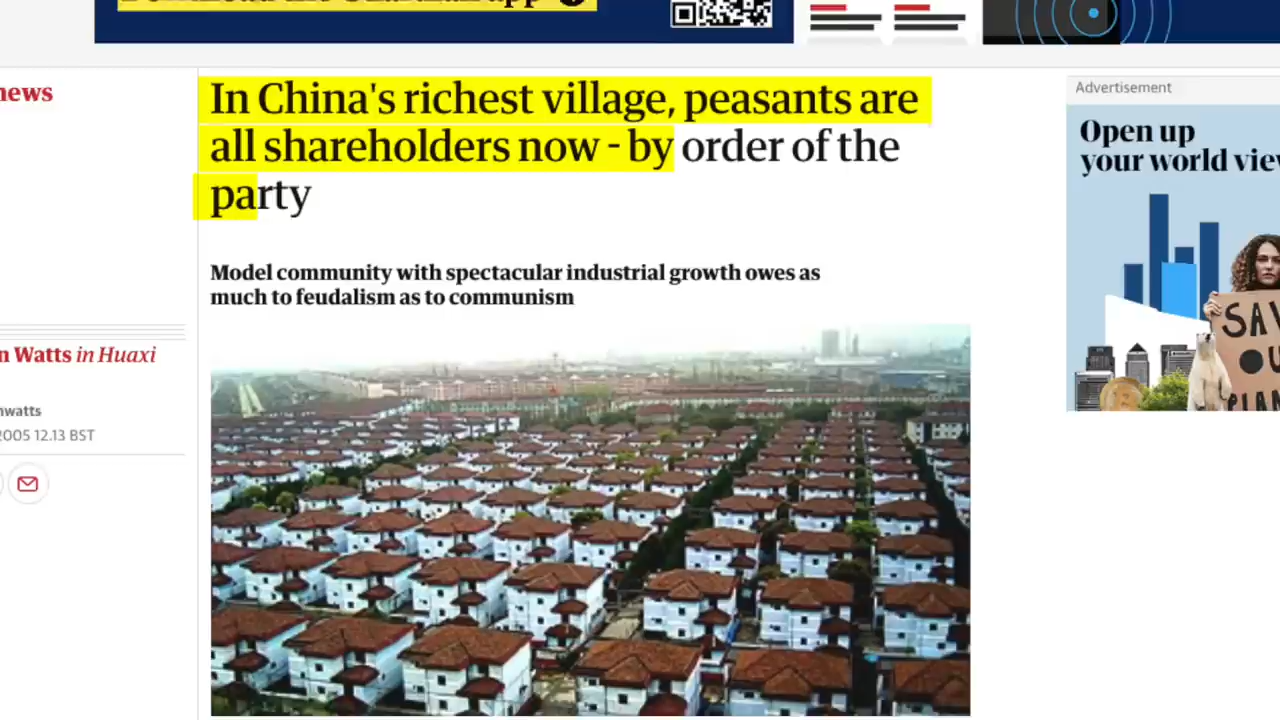 news
In China's richest village, peasants are
all shareholders now - by order of the
party
Model community with spectacular industrial growth owes as
much to feudalism as to communism
Watts in Huaxi
2005 12.13 BST
Advertisement
Open up
your world
SAV